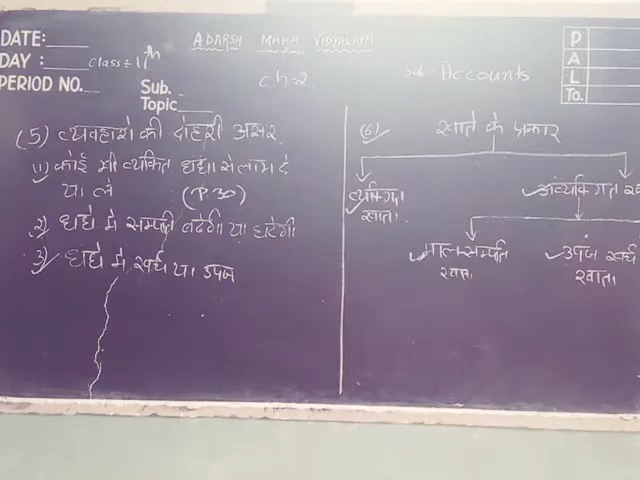 DATE:
DAY :
PERIOD NO.
Class :- 11th
ADARSH MAHA VIDYALAYA
Ch-2
Sub.
Topic
Sub :- Accounts
P
A
L
To.
(5) व्यवहारो की दोहरी असर
(1) कोई भी व्यकित धंधा से लाभ दे
या ले (P. 30)
2) धंधे मे सम्पति बढेगी या घटेगी
3) धंधे मे खर्च या उपज
(6) खाते के प्रकार
व्यकिगत
खाता
अव्यकिगत
माल-सम्पति
खाता
उपज खर्च
खाता